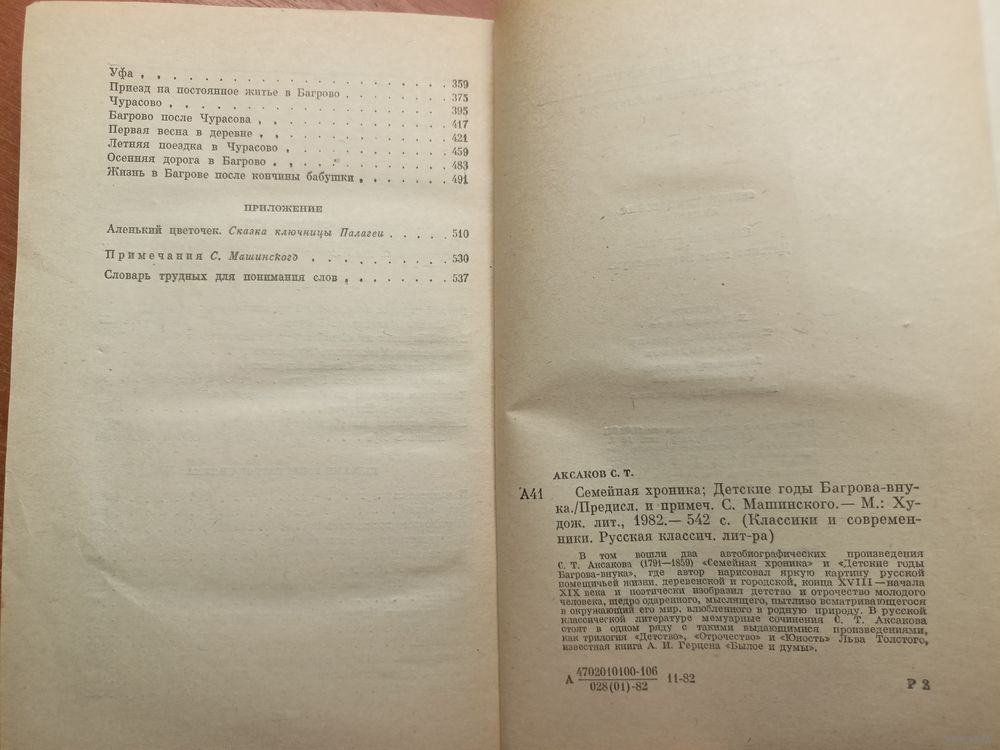 Уфа . . . . . . . . . . . . . . . . . . . . 359
Приезд на постоянное житье в Багрово . . . . . . . 375
Чурасово . . . . . . . . . . . . . . . . . . 395
Багрово после Чурасова . . . . . . . . . . . . 417
Первая весна в деревне . . . . . . . . . . . . 421
Летняя поездка в Чурасово . . . . . . . . . . . 459
Осенняя дорога в Багрово . . . . . . . . . . . 483
Жизнь в Багрове после кончины бабушки . . . . . . . 491
ПРИЛОЖЕНИЕ
Аленький цветочек. Сказка ключницы Палагеи . . . . . 510
Примечания С. Машинского . . . . . . . . . 530
Словарь трудных для понимания слов . . . . . . . 537
АКСАКОВ С. Т.
А41 Семейная хроника; Детские годы Багрова-вну-
ка./Предисл. и примеч. С. Машинского.— М.: Ху-
дож. лит., 1982.— 542 с. (Классики и современ-
ники. Русская классич. лит-ра)
В том вошли два автобиографических произведения
С. Т. Аксакова (1791—1859) «Семейная хроника» и «Детские годы
Багрова-внука», где автор нарисовал яркую картину русской
помещичьей жизни, деревенской и городской, конца XVIII—начала
XIX века и поэтически изобразил детство и отрочество молодого
человека, щедро одаренного, мыслящего, пытливо всматривающегося
в окружающий его мир, влюбленного в родную природу. В русской
классической литературе мемуарные сочинения С. Т. Аксакова
стоят в одном ряду с такими выдающимися произведениями,
как трилогия «Детство», «Отрочество» и «Юность» Льва Толстого,
известная книга А. И. Герцена «Былое и думы».
А 4702010100-106
028(01)-82 11-82
Р 2